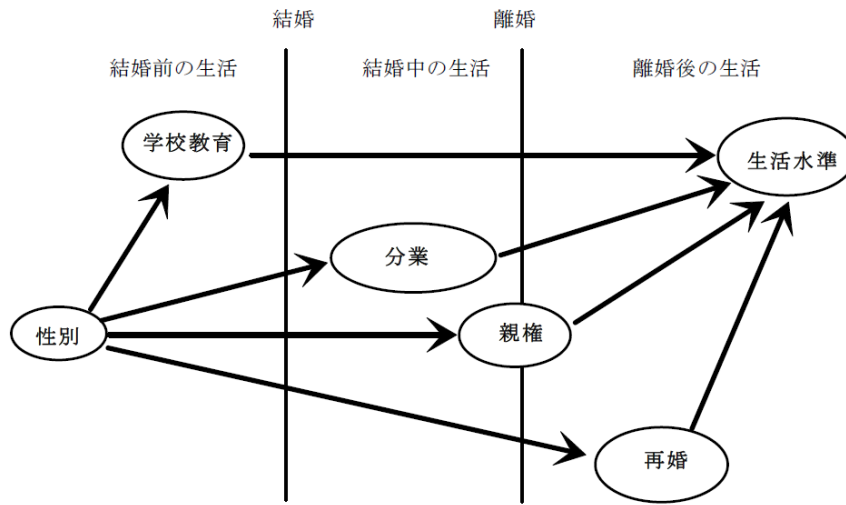 結婚
離婚
結婚前の生活
結婚中の生活
離婚後の生活
学校教育
生活水準
分業
性別
親権
再婚